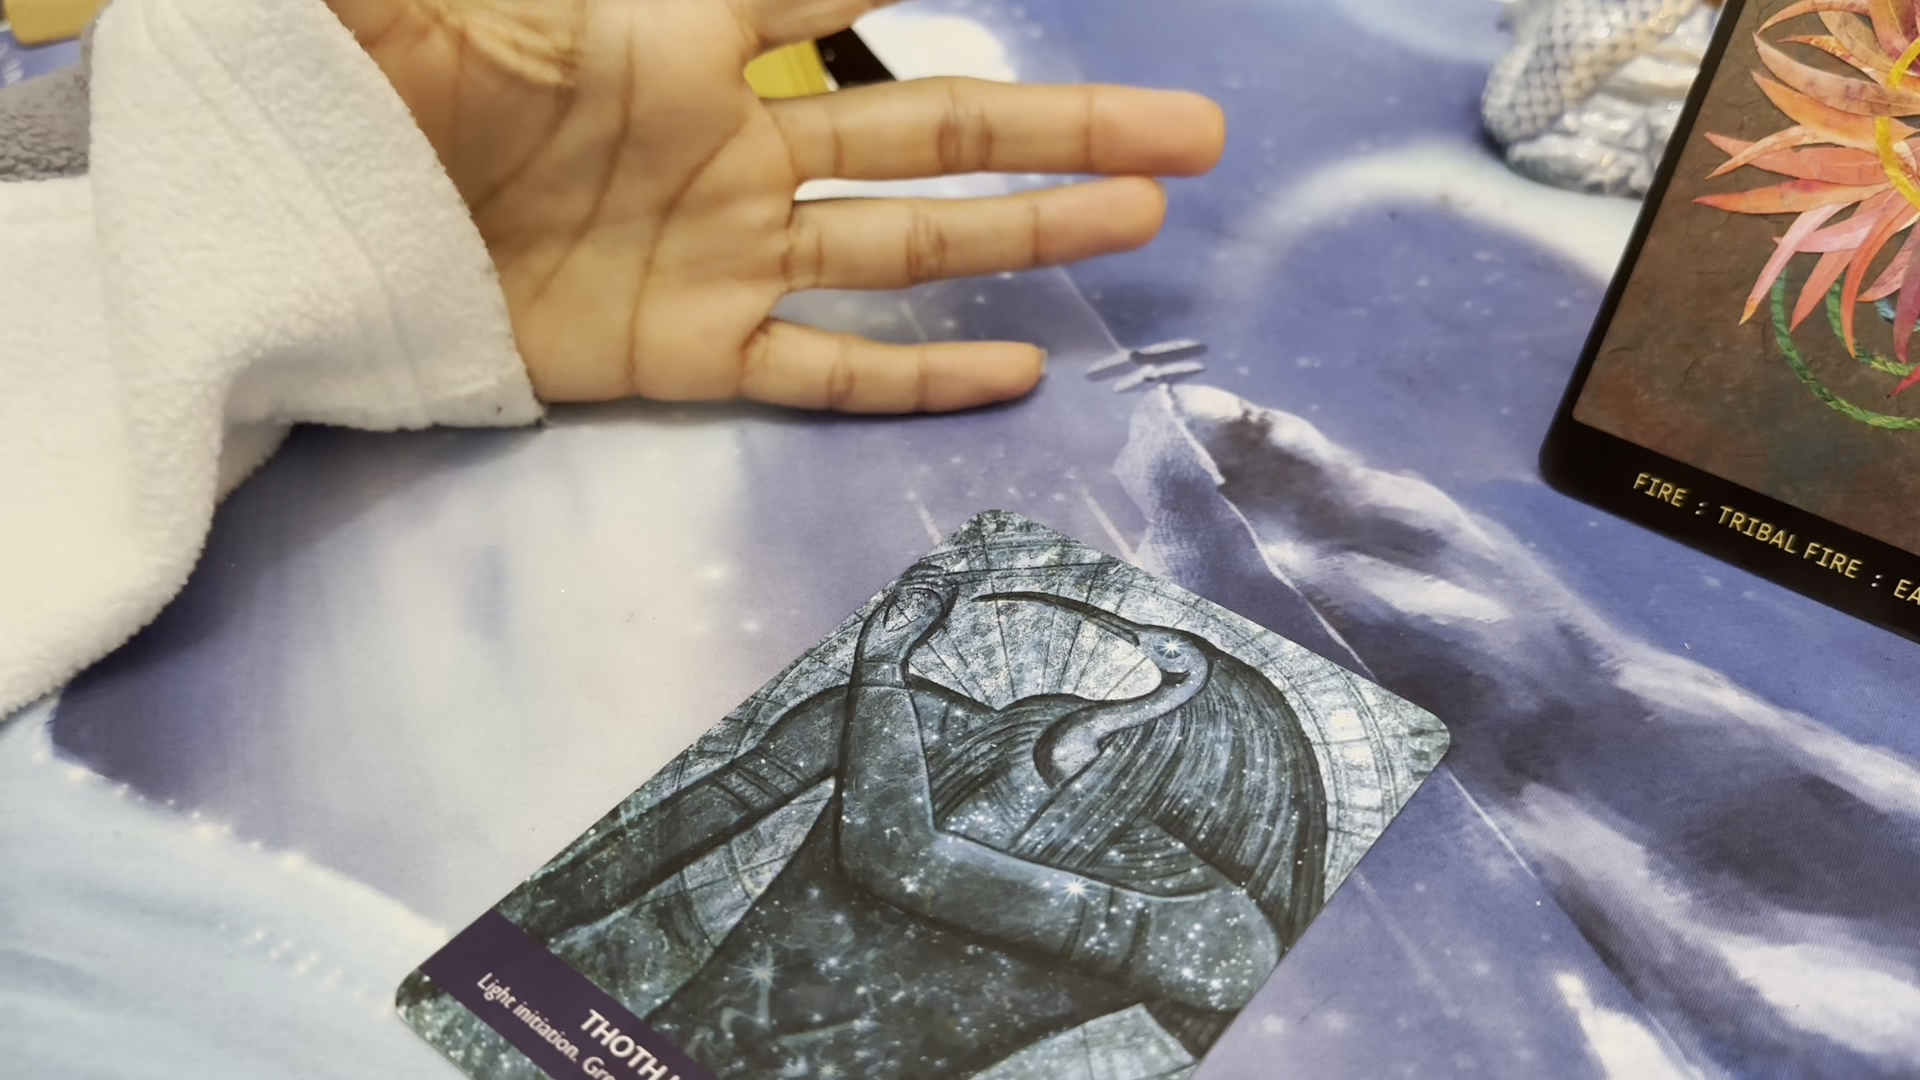 FIRE : TRIBAL FIRE : EA
THOTH
Light initiation. Gre